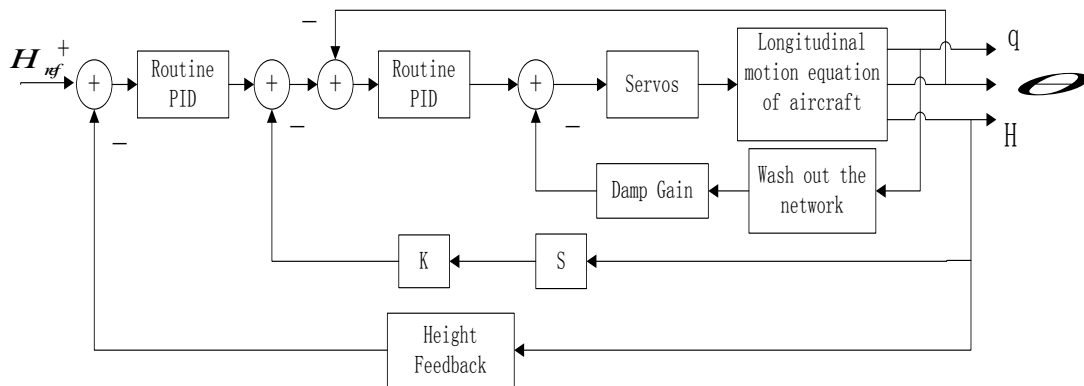 H ref +
−
+
Routine PID
+
−
+
−
Routine PID
+
−
Servos
Longitudinal
motion equation
of aircraft
q
θ
H
Damp Gain
Wash out the
network
K
S
Height
Feedback
−